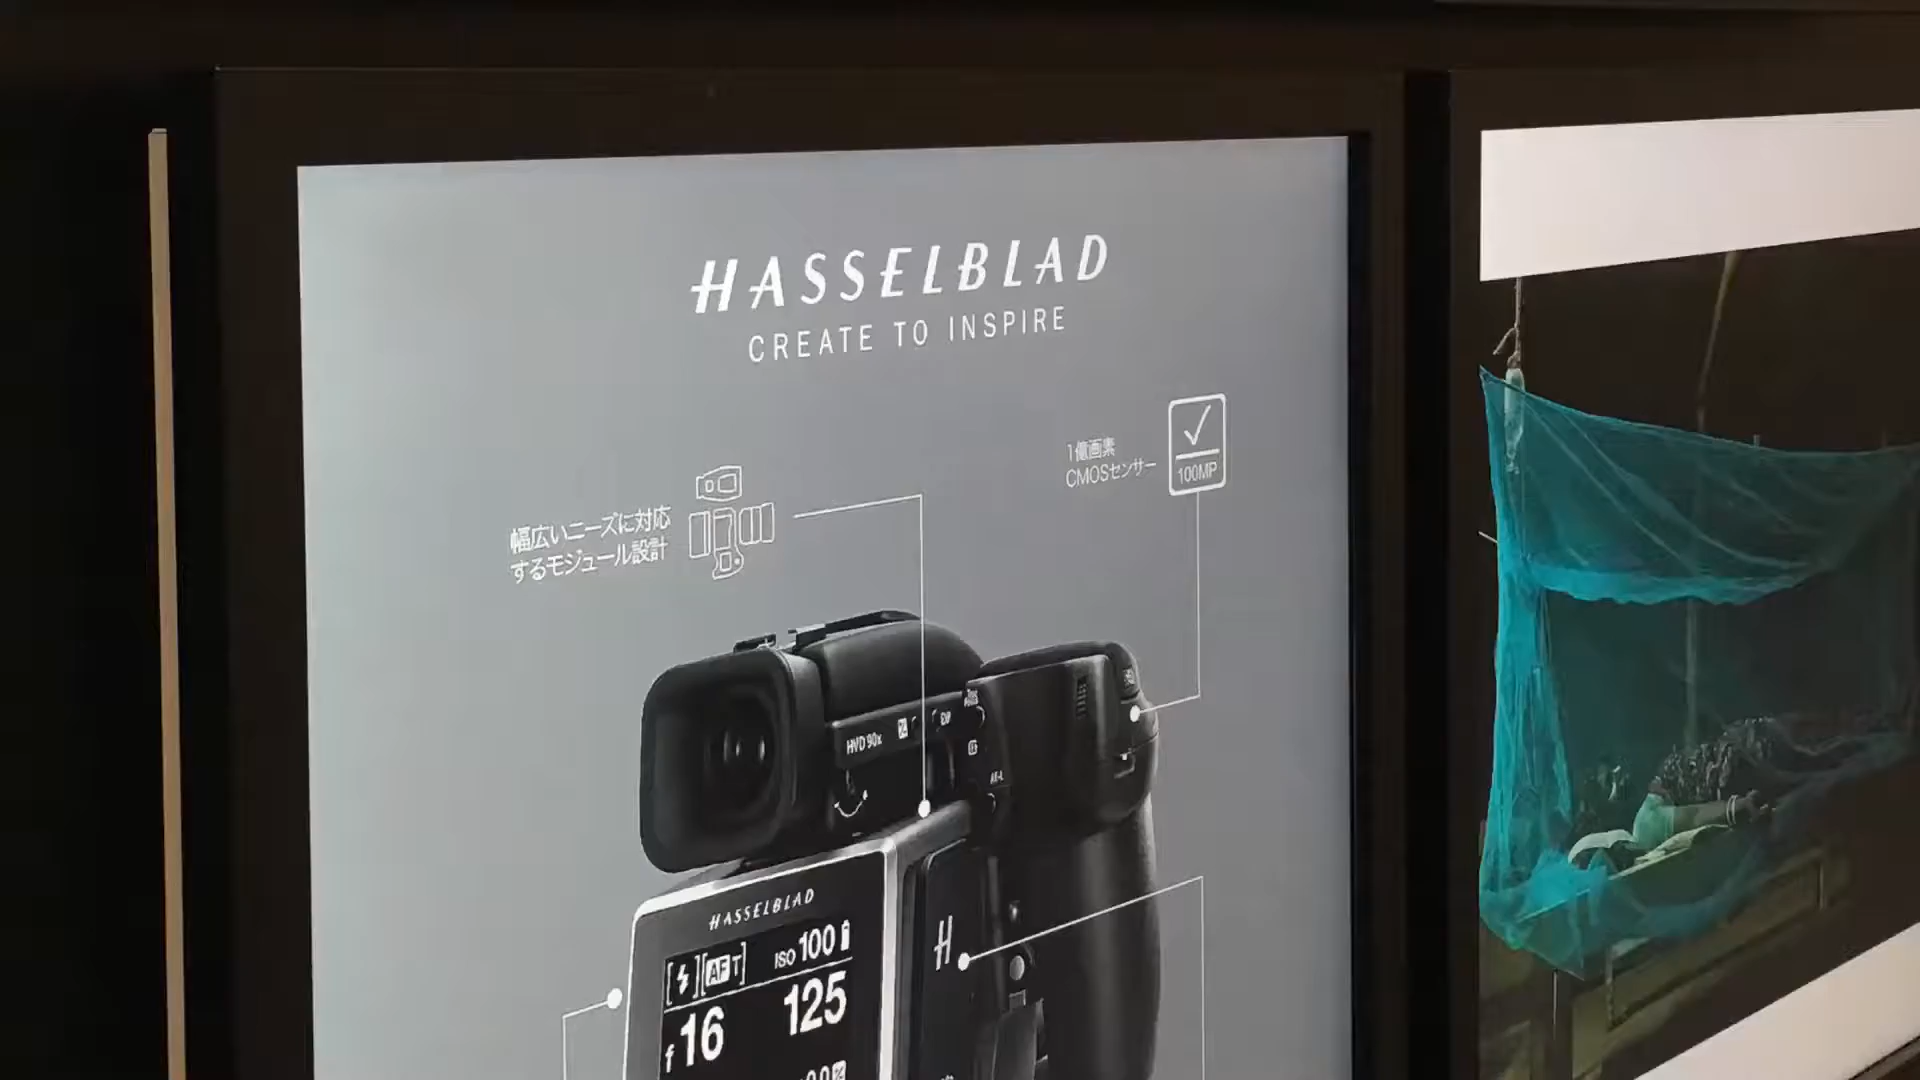 HASSELBLAD
CREATE TO INSPIRE
1億画素
CMOSセンサー
100MP
幅広いニーズに対応
するモジュール設計
HVD 90x
EXP
AF-L
HASSELBLAD
AF T
ISO 100
f 16
125
H